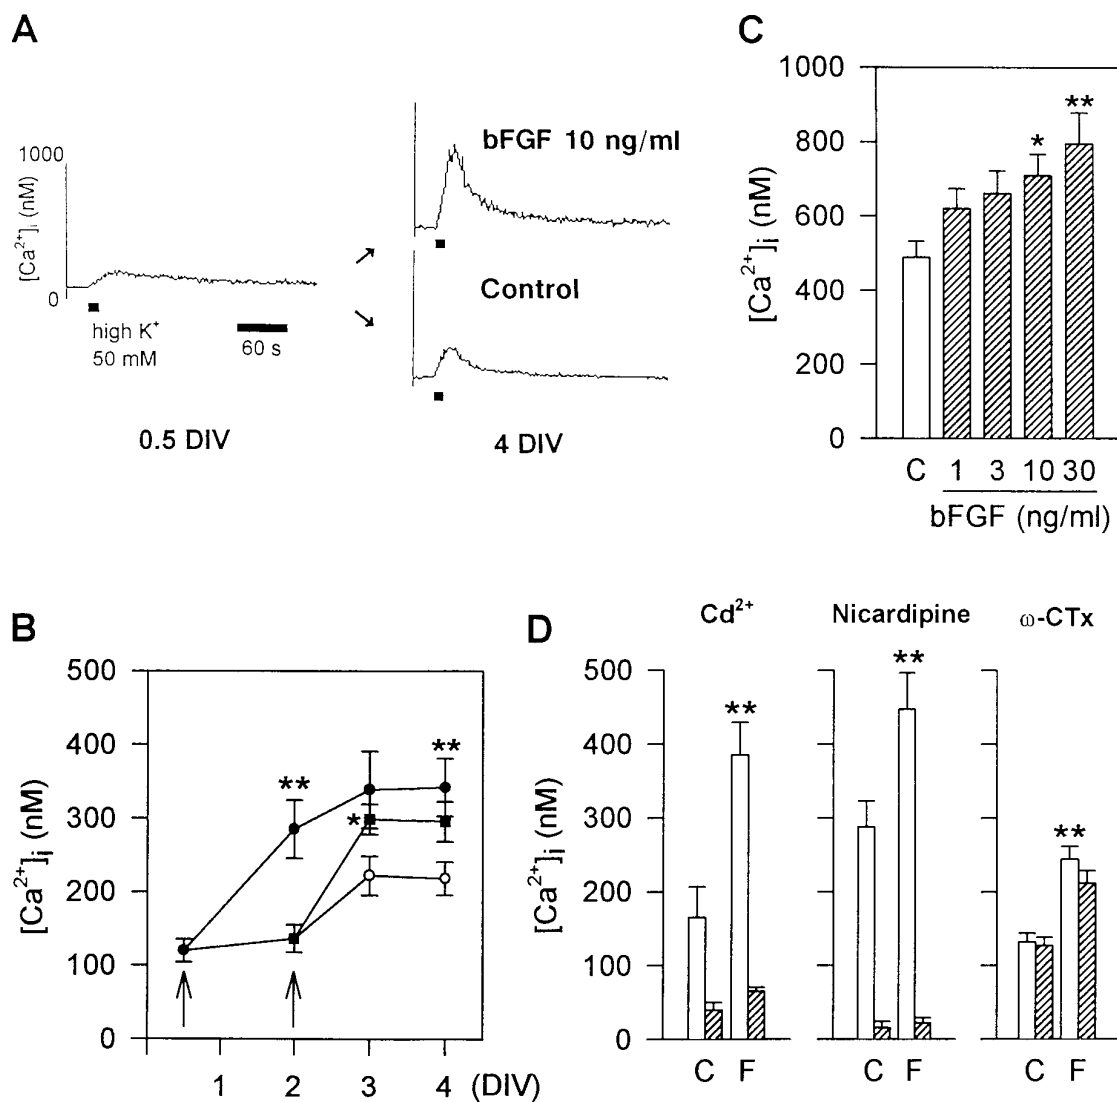 A
1000
[Ca²⁺]ᵢ (nM)
0
high K⁺
50 mM
60 s
0.5 DIV
bFGF 10 ng/ml
Control
4 DIV
C
1000
800
600
400
200
0
[Ca²⁺]ᵢ (nM)
*
**
C 1 3 10 30
bFGF (ng/ml)
B
500
400
300
200
100
0
[Ca²⁺]ᵢ (nM)
**
*
**
1 2 3 4 (DIV)
D
Cd²⁺ Nicardipine ω-CTx
500
400
300
200
100
0
[Ca²⁺]ᵢ (nM)
**
**
**
C F C F C F